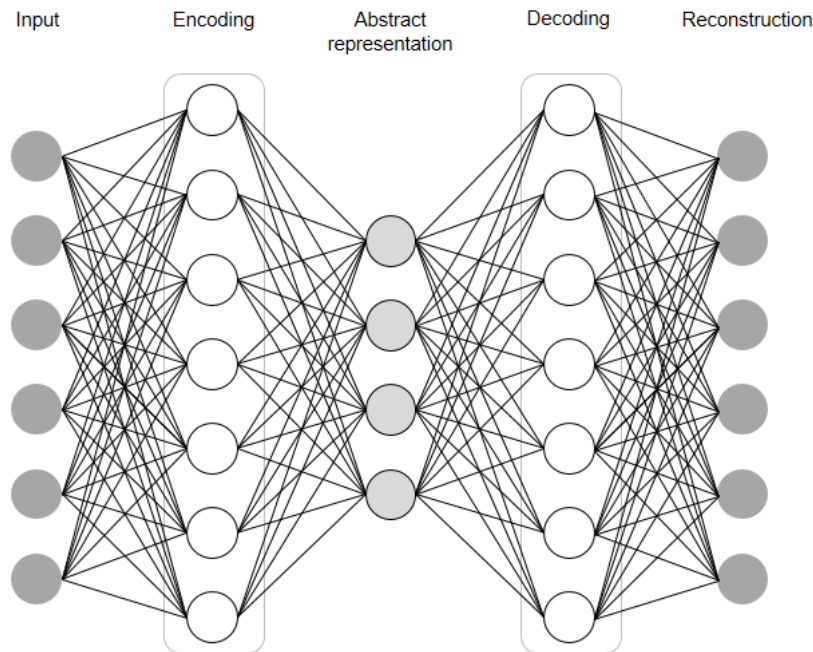 Input
Encoding
Abstract
representation
Decoding
Reconstruction